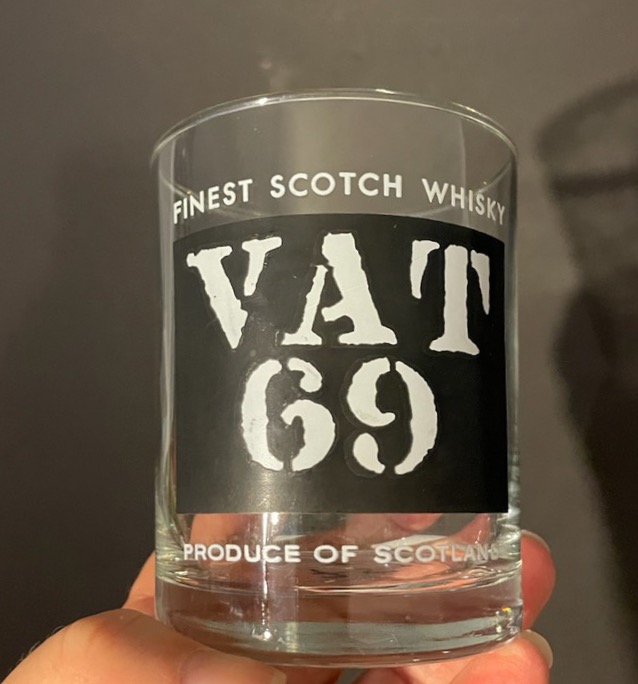 FINEST SCOTCH WHISKY
VAT
69
PRODUCE OF SCOTLAND